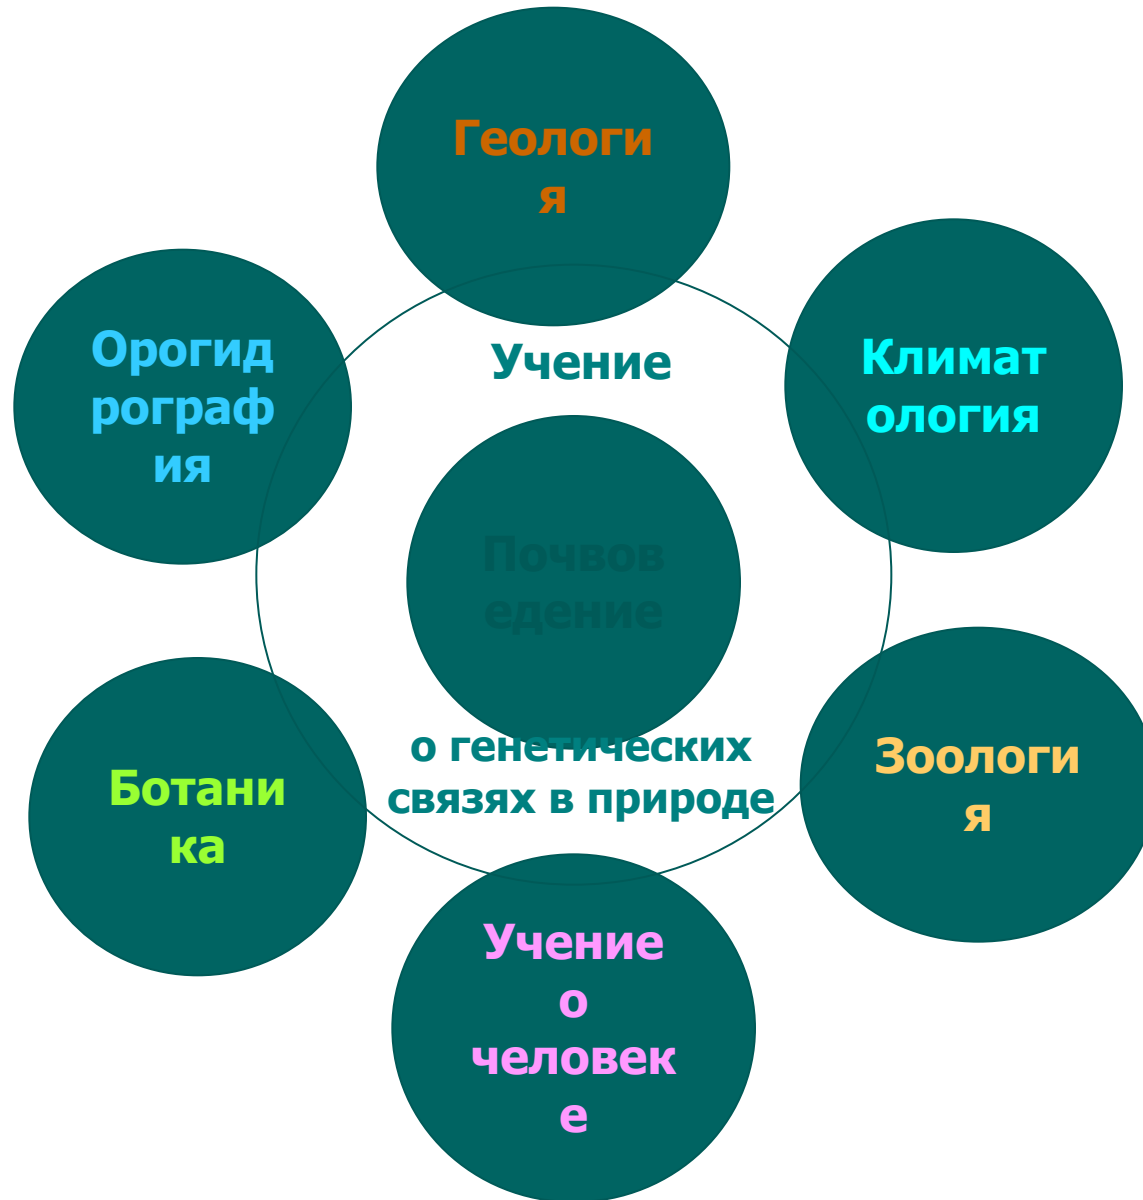 Геологи
я
Орогид
рограф
ия
Учение
Климат
ология
Почвов
едение
о генетических
связях в природе
Ботани
ка
Зоологи
я
Учение
о
человек
е